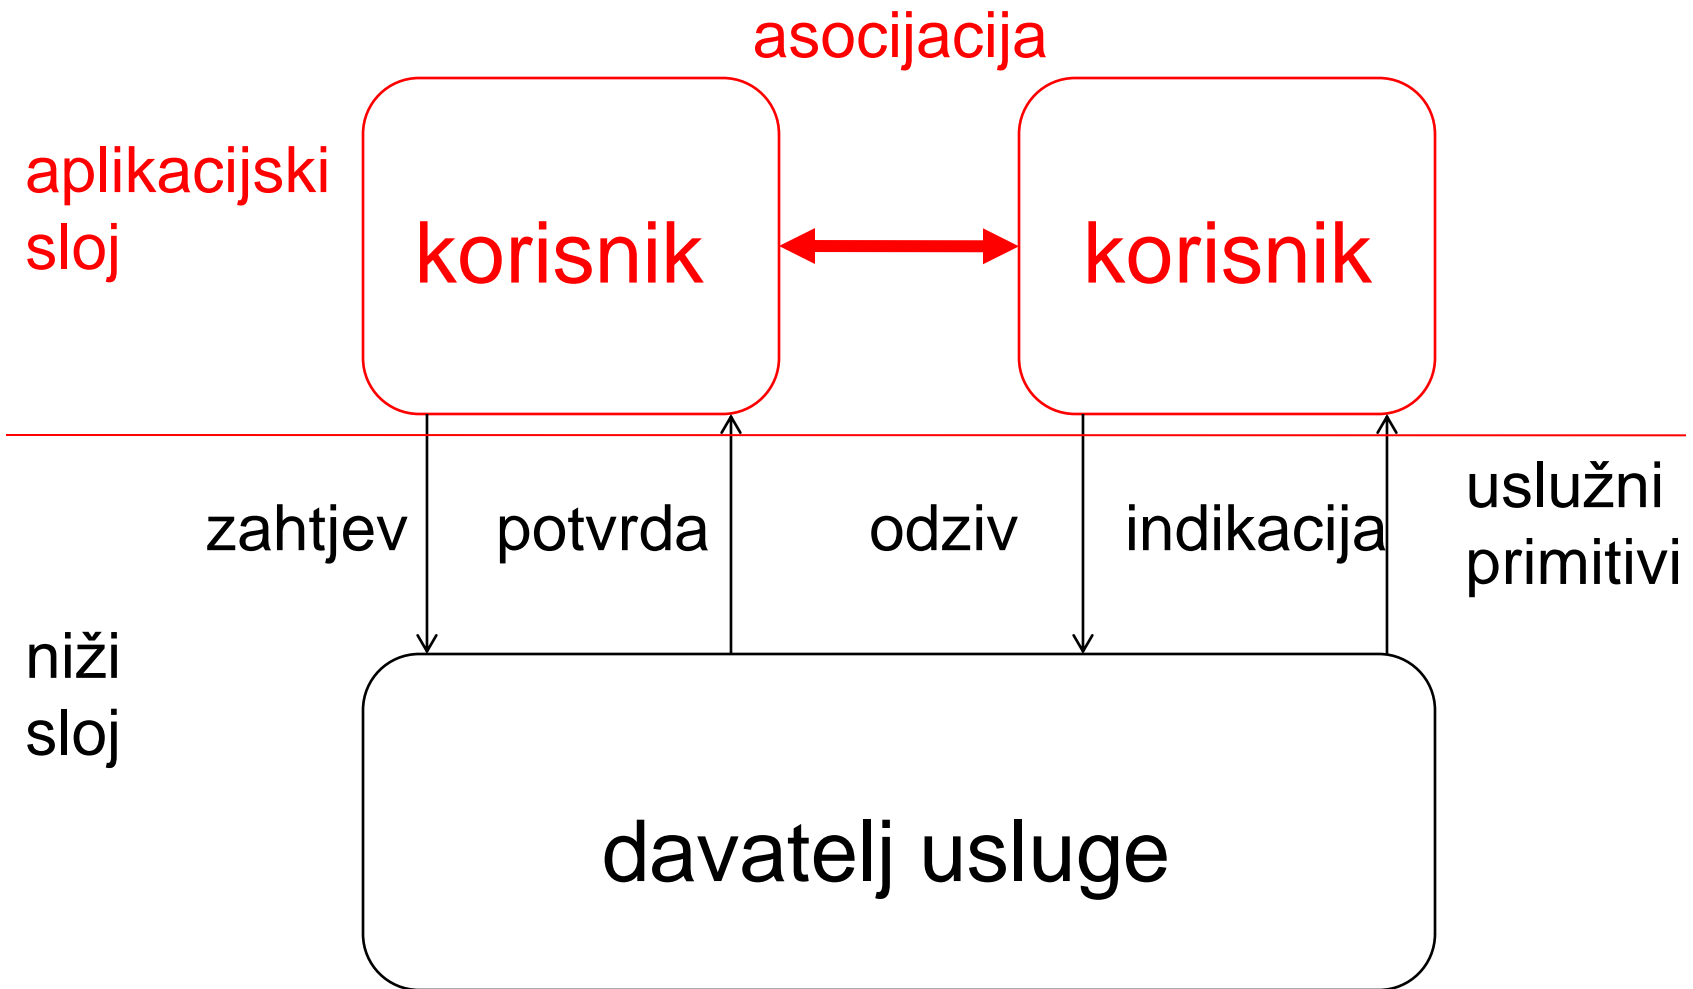 asocijacija
aplikacijski
sloj
korisnik
korisnik
zahtjev
potvrda
odziv
indikacija
uslužni
primitivi
niži
sloj
davatelj usluge